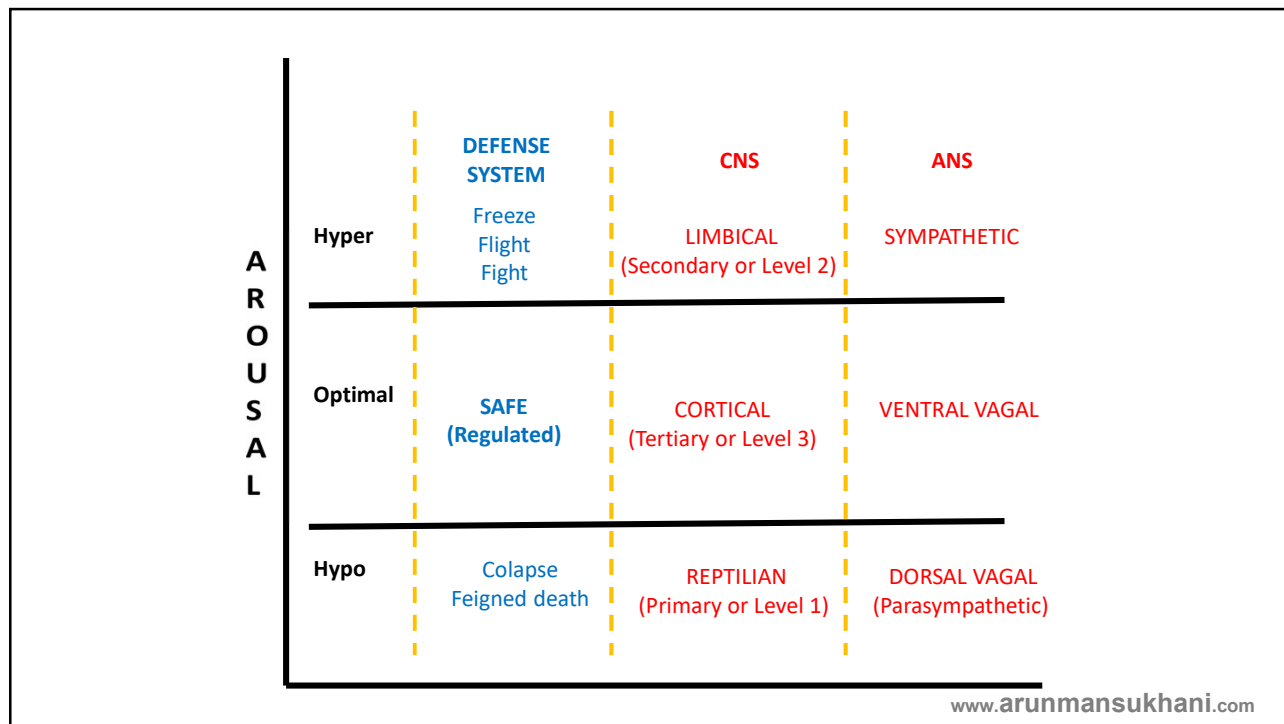 AROUSAL
DEFENSE
SYSTEM
CNS
ANS
Hyper
Freeze
Flight
Fight
LIMBICAL
(Secondary or Level 2)
SYMPATHETIC
Optimal
SAFE
(Regulated)
CORTICAL
(Tertiary or Level 3)
VENTRAL VAGAL
Hypo
Colapse
Feigned death
REPTILIAN
(Primary or Level 1)
DORSAL VAGAL
(Parasympathetic)
www.arunmansukhani.com